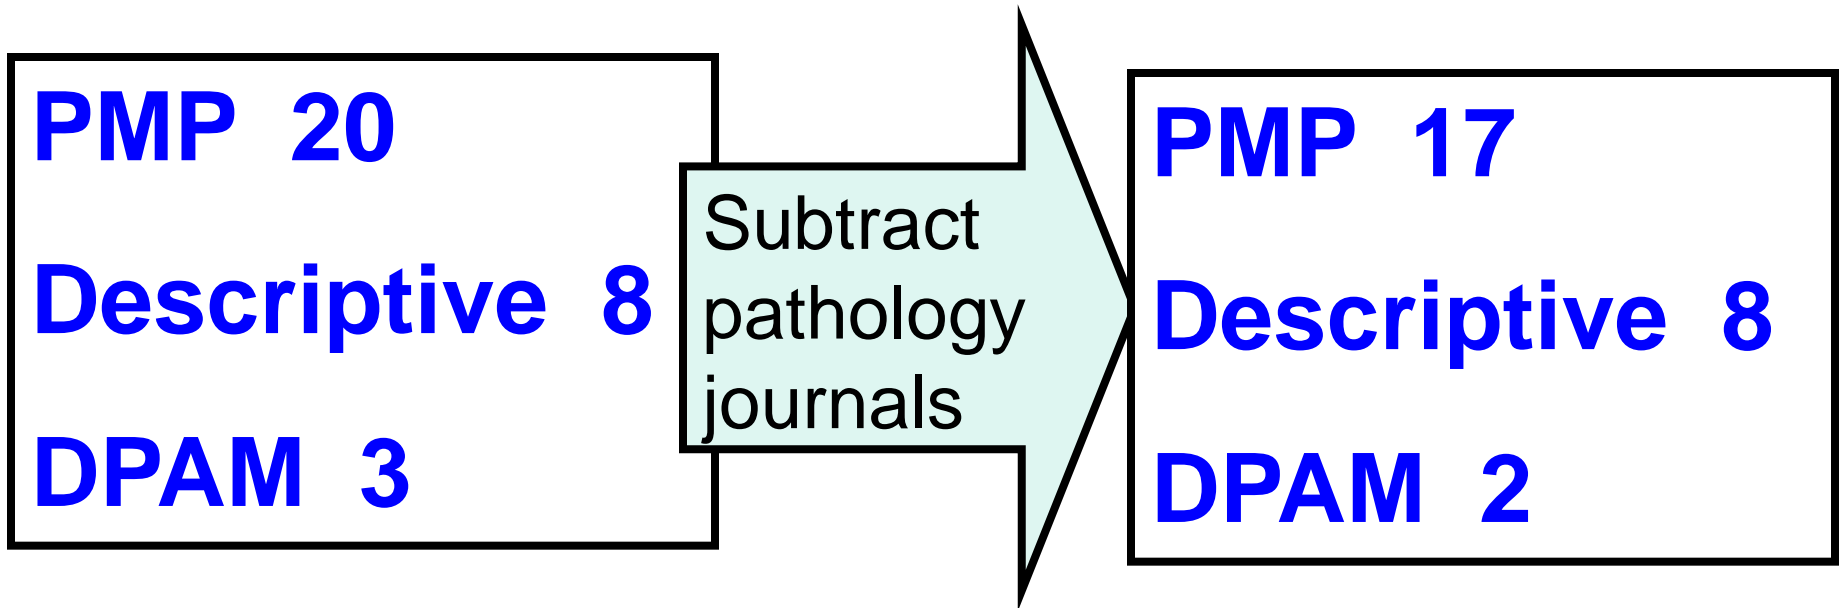 PMP 20
Descriptive 8
DPAM 3
Subtract
pathology
journals
PMP 17
Descriptive 8
DPAM 2